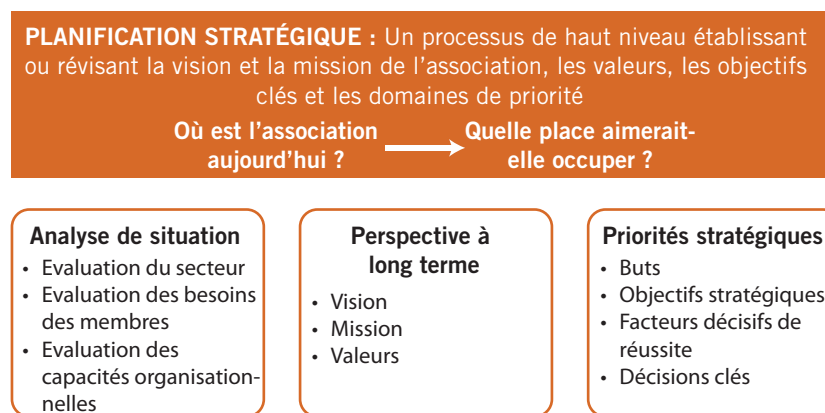 PLANIFICATION STRATÉGIQUE : Un processus de haut niveau établissant
ou révisant la vision et la mission de l'association, les valeurs, les objectifs
clés et les domaines de priorité
Où est l'association
aujourd'hui ?
Quelle place aimerait-
elle occuper ?
Analyse de situation
• Evaluation du secteur
• Evaluation des besoins
des membres
• Evaluation des
capacités organisation-
nelles
Perspective à
long terme
• Vision
• Mission
• Valeurs
Priorités stratégiques
• Buts
• Objectifs stratégiques
• Facteurs décisifs de
réussite
• Décisions clés